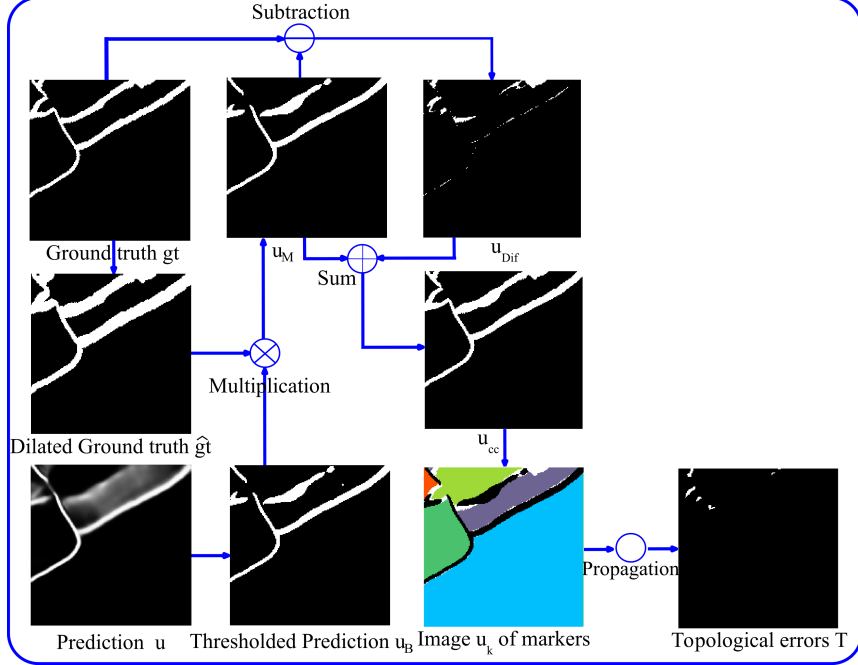 Subtraction
Ground truth gt
u_M
Sum
u_Dif
Multiplication
Dilated Ground truth ĝt
u_cc
Propagation
Prediction u
Thresholded Prediction u_B
Image u_k of markers
Topological errors T